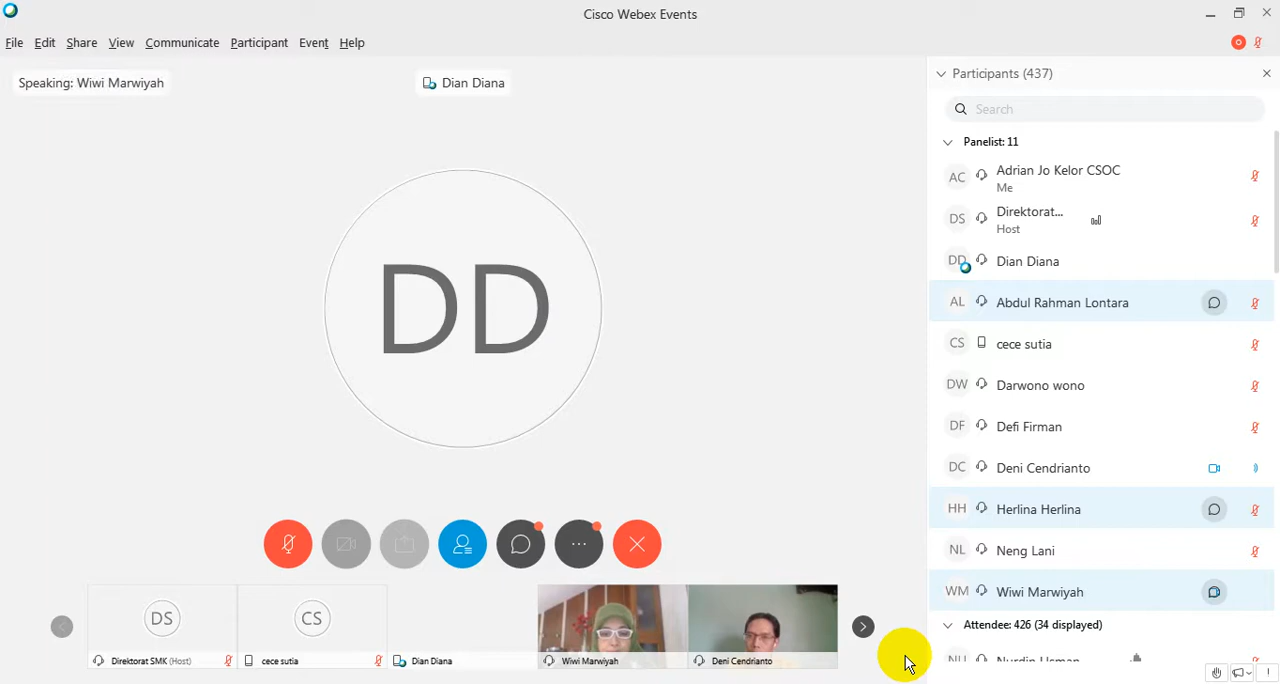 Cisco Webex Events
File Edit Share View Communicate Participant Event Help
Speaking: Wiwi Marwiyah
Dian Diana
DD
DS
Direktorat SMK (Host)
CS
cece sutia
Dian Diana
Wiwi Marwiyah
Deni Cendrianto
Participants (437)
Search
Panelist: 11
AC Adrian Jo Kelor CSOC
Me
DS Direktorat...
Host
DD Dian Diana
AL Abdul Rahman Lontara
CS cece sutia
DW Darwono wono
DF Defi Firman
DC Deni Cendrianto
HH Herlina Herlina
NL Neng Lani
WM Wiwi Marwiyah
Attendee: 426 (34 displayed)
NU Nurdin Usman